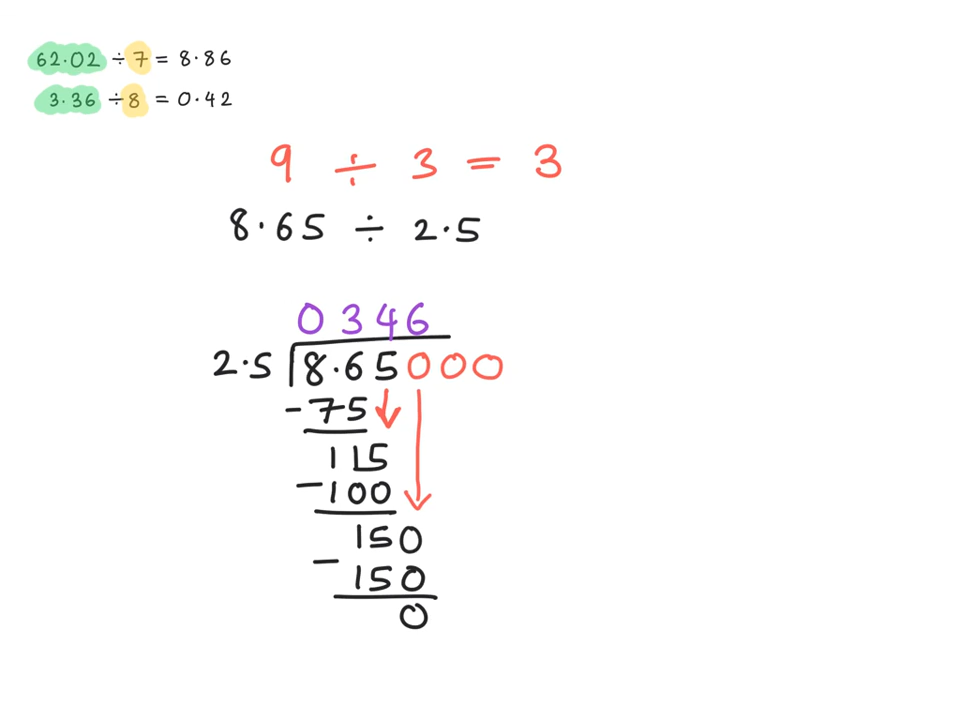 62.02 ÷ 7 = 8.86
3.36 ÷ 8 = 0.42
9 ÷ 3 = 3
8.65 ÷ 2.5
0346
2.5 8.65000
-75
115
-100
150
-150
0